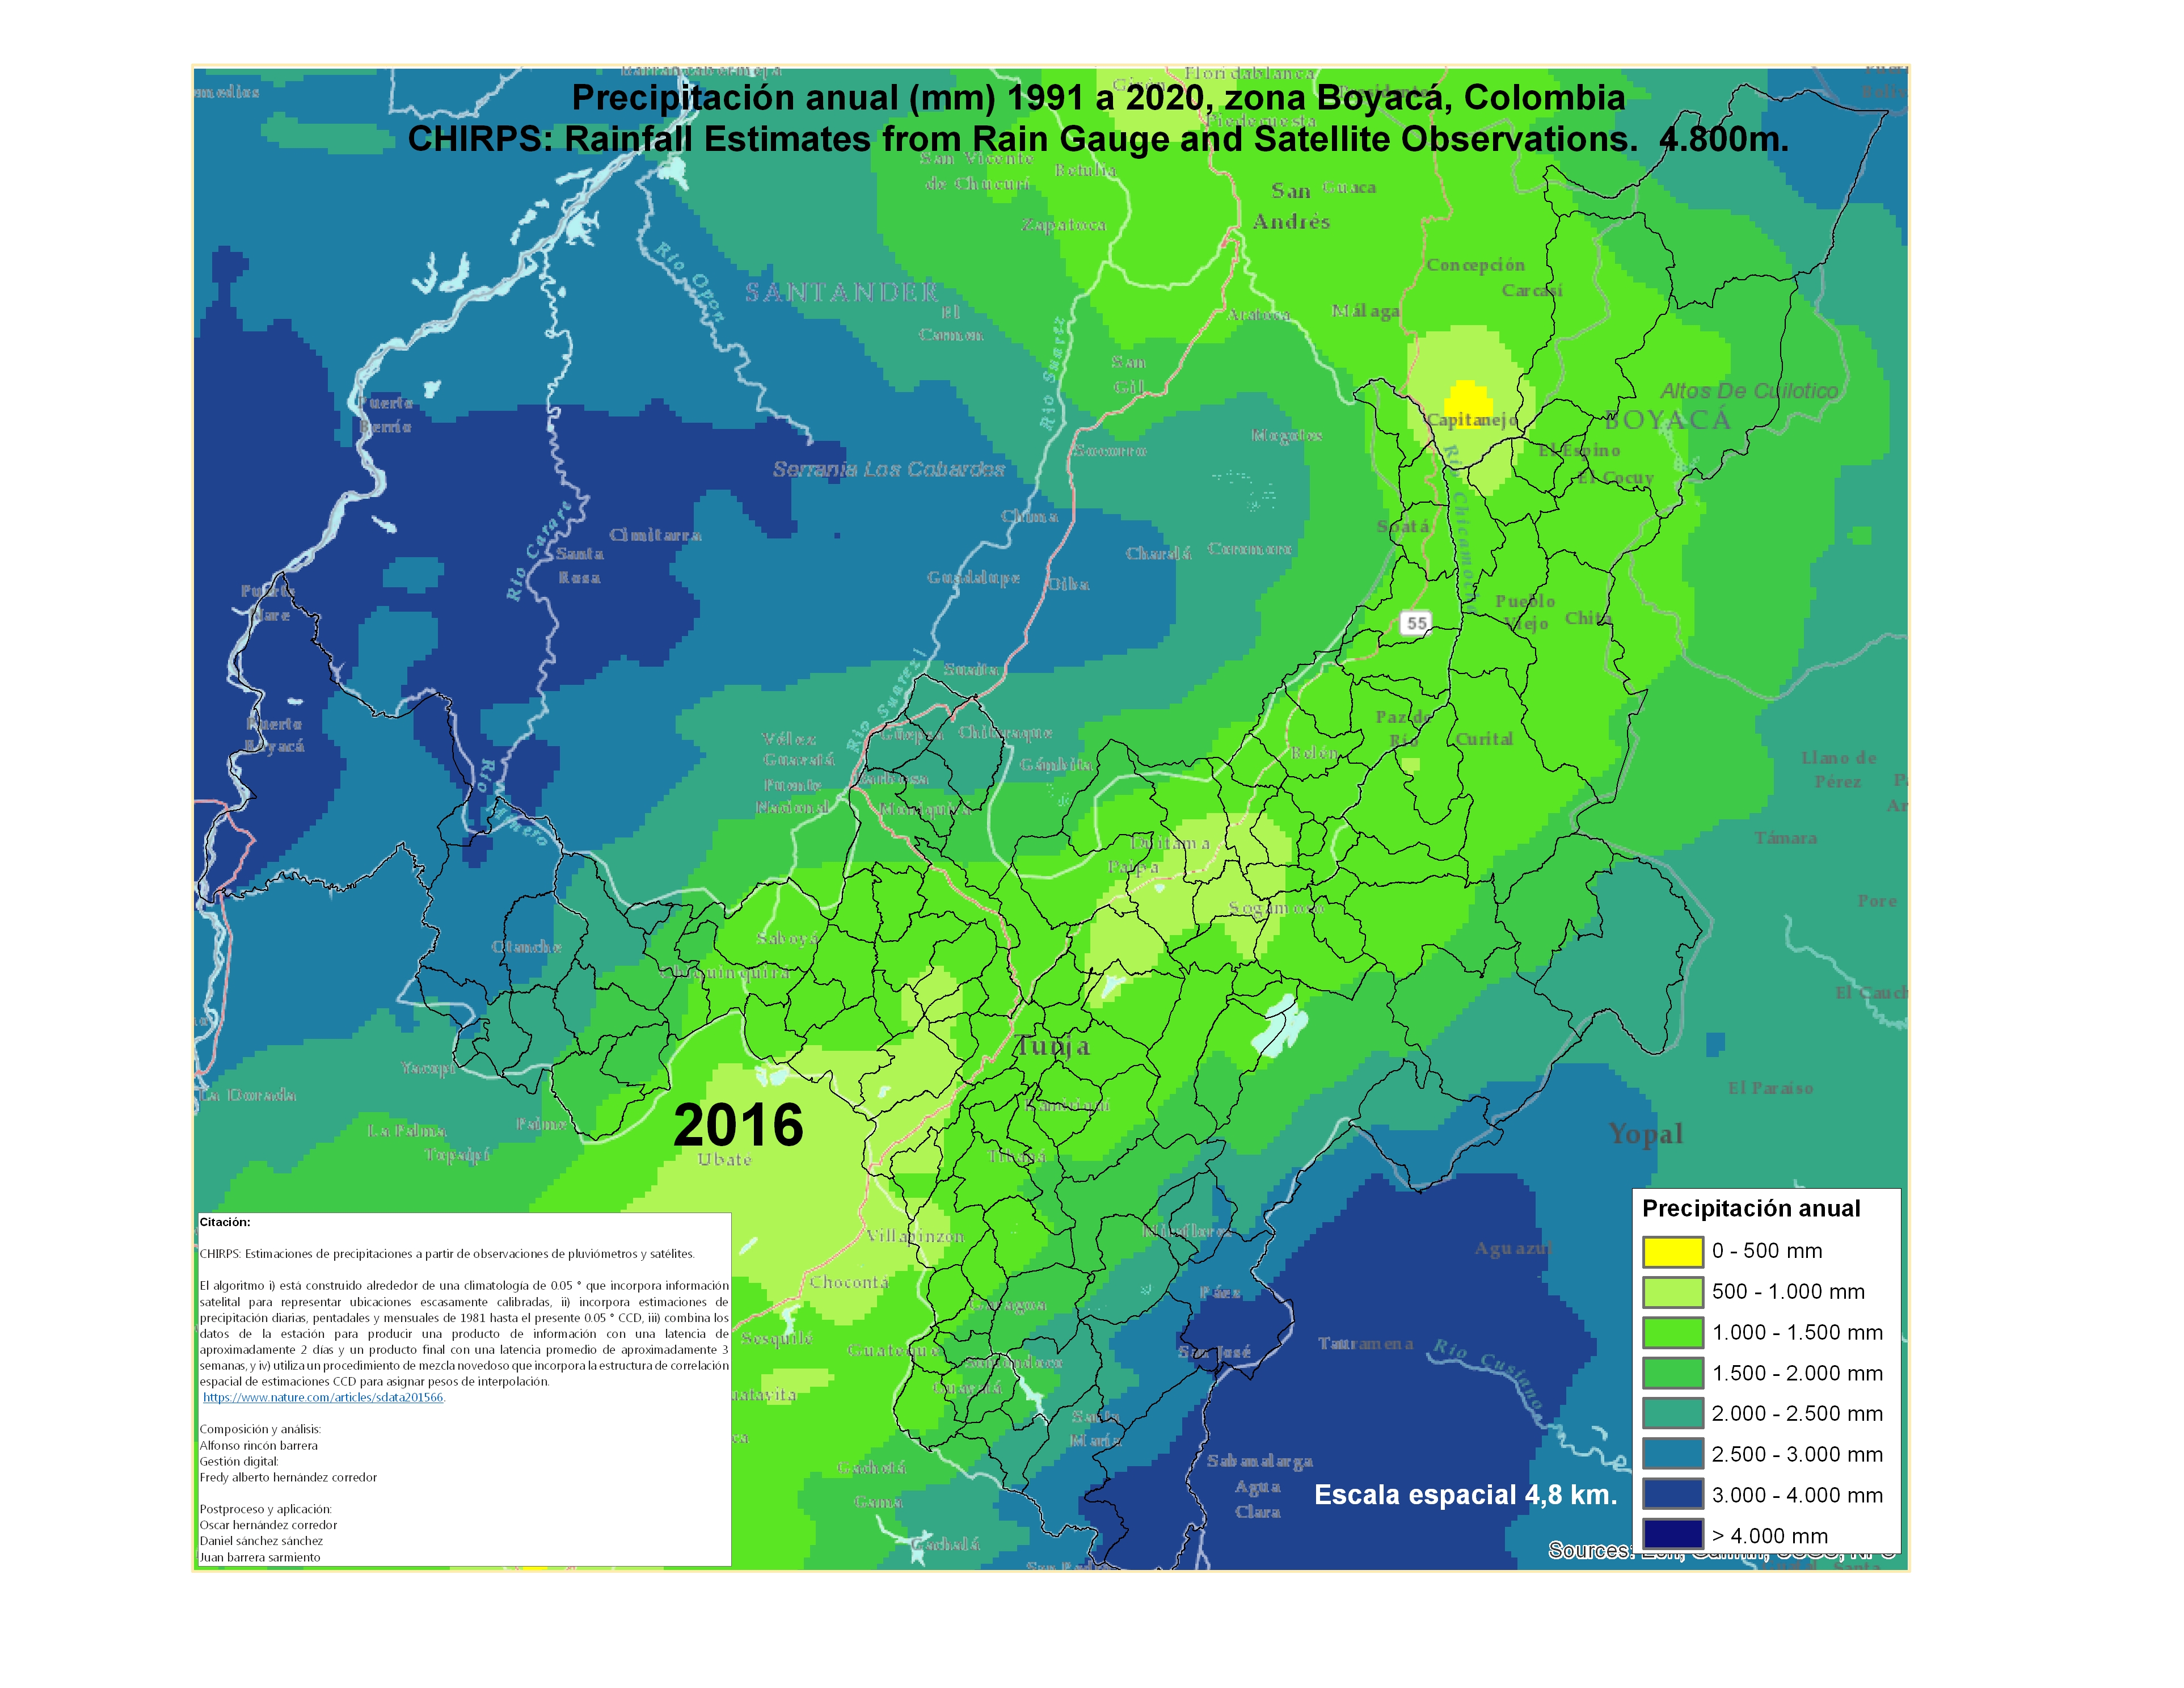 Precipitación anual (mm) 1991 a 2020, zona Boyacá, Colombia
CHIRPS: Rainfall Estimates from Rain Gauge and Satellite Observations.  4.800m.
Floridablanca
Girón
Piedecuesta
San Vicente
de Chucurí
Betulia
San
Andrés
Guaca
Zapatoca
Río Opon
Concepción
Carcasí
SANTANDER
El
Carmen
Aratoca
Málaga
Río Suarez
San
Gil
Altos De Cuilotico
BOYACÁ
Puerto
Berrío
Capitanejo
Mogotes
Socorro
El Espino
El Cocuy
Serranía Los Cobardes
Río Carare
Cimitarra
Chima
Soatá
Río Chicamocha
Santa
Rosa
Charalá
Coromoro
Guadalupe
Oiba
Pueblo
Viejo
Chita
55
Suaita
Río Suarez
Puerto
Boyacá
Vélez
Guavatá
Puente
Nacional
Güepsa
Chitaraque
Gámbita
Barbosa
Moniquirá
Paz de
Río
Curital
Belén
Llano de
Pérez
Támara
Duitama
Paipa
Sogamoso
Pore
Saboyá
Otanche
Chiquinquirá
Tunja
Yacopí
La Dorada
El Paraíso
Ramiriquí
2016
La Palma
Palma
Topaipí
Ubate
Tibaná
Yopal
Miraflores
Villapinzon
Aguazul
Chocontá
Páez
Garagoa
Sesquilé
Guateque
San José
Tauramena
Río Cusiana
Guayatá
Santa
María
Gachetá
Gama
Gachalá
Sabanalarga
Agua
Clara
Escala espacial 4,8 km.
Citación:
CHIRPS: Estimaciones de precipitaciones a partir de observaciones de pluviómetros y satélites.
El algoritmo i) está construido alrededor de una climatología de 0.05 ° que incorpora información
satelital para representar ubicaciones escasamente calibradas, ii) incorpora estimaciones de
precipitación diarias, pentadales y mensuales de 1981 hasta el presente 0.05 ° CCD, iii) combina los
datos de la estación para producir una producto de información con una latencia de
aproximadamente 2 días y un producto final con una latencia promedio de aproximadamente 3
semanas, y iv) utiliza un procedimiento de mezcla novedoso que incorpora la estructura de correlación
espacial de estimaciones CCD para asignar pesos de interpolación.
https://www.nature.com/articles/sdata201566.
Composición y análisis:
Alfonso rincón barrera
Gestión digital:
Fredy alberto hernández corredor
Postproceso y aplicación:
Oscar hernández corredor
Daniel sánchez sánchez
Juan barrera sarmiento
Precipitación anual
0 - 500 mm
500 - 1.000 mm
1.000 - 1.500 mm
1.500 - 2.000 mm
2.000 - 2.500 mm
2.500 - 3.000 mm
3.000 - 4.000 mm
> 4.000 mm
Sources: